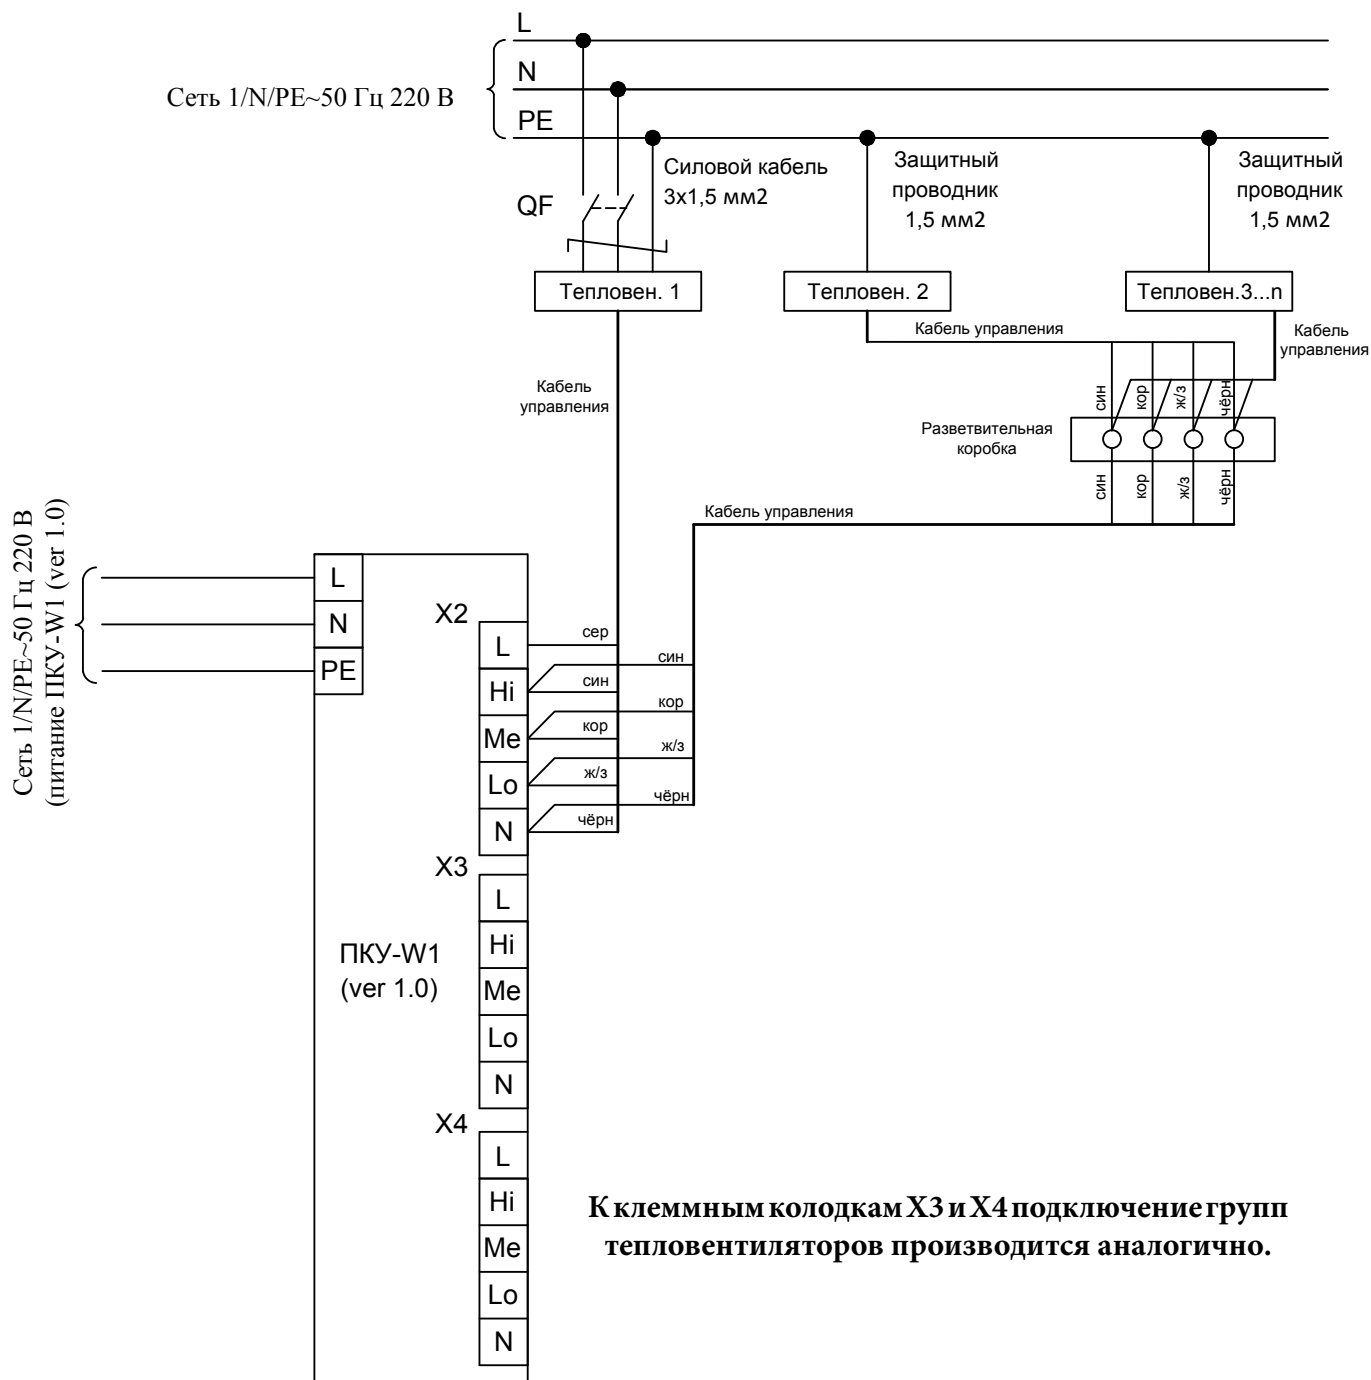 L
N
Сеть 1/N/PE~50 Гц 220 В
PE
Силовой кабель
3х1,5 мм2
Защитный
проводник
1,5 мм2
Защитный
проводник
1,5 мм2
QF
Тепловен. 1
Тепловен. 2
Тепловен.3...n
Кабель управления
Кабель
управления
Кабель
управления
син
кор
ж/з
чёрн
Разветвительная
коробка
син
кор
ж/з
чёрн
Кабель управления
Сеть 1/N/PE~50 Гц 220 В
(питание ПКУ-W1 (ver 1.0)
L
N
PE
X2
L
Hi
Me
Lo
N
сер
син
син
кор
кор
ж/з
ж/з
чёрн
чёрн
X3
L
Hi
Me
Lo
N
ПКУ-W1
(ver 1.0)
X4
L
Hi
Me
Lo
N
К клеммным колодкам X3 и X4 подключение групп
тепловентиляторов производится аналогично.